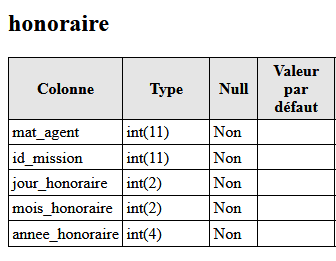 honoraire
Colonne Type Null Valeur par défaut
mat_agent int(11) Non
id_mission int(11) Non
jour_honoraire int(2) Non
mois_honoraire int(2) Non
annee_honoraire int(4) Non